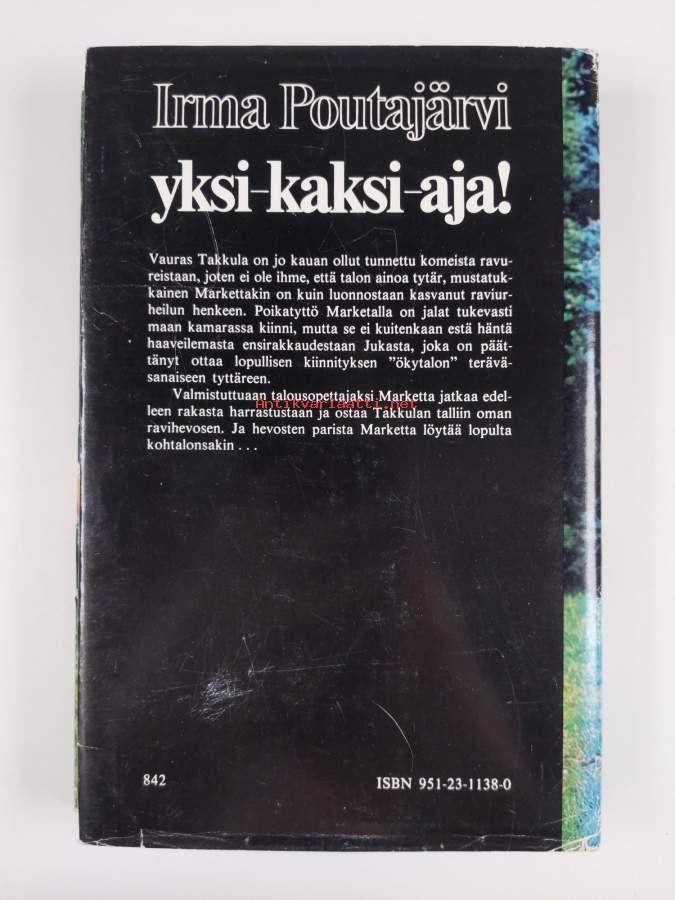 Irma Poutajärvi
yksi-kaksi-aja!
Vauras Takkula on jo kauan ollut tunnettu komeista ravu-
reistaan, joten ei ole ihme, että talon ainoa tytär, mustatuk-
kainen Markettakin on kuin luonnostaan kasvanut raviur-
heilun henkeen. Poikatyttö Marketalla on jalat tukevasti
maan kamarassa kiinni, mutta se ei kuitenkaan estä häntä
haaveilemasta ensirakkaudestaan Jukasta, joka on päät-
tänyt ottaa lopullisen kiinnityksen ”ökytalon” terävä-
sanaiseen tyttäreen.
Valmistuttuaan talousopettajaksi Marketta jatkaa edel-
Antikvariaatti.net
leen rakasta harrastustaan ja ostaa Takkulan talliin oman
ravihevosen. Ja hevosten parista Marketta löytää lopulta
kohtalonsakin . . .
842
ISBN 951-23-1138-0